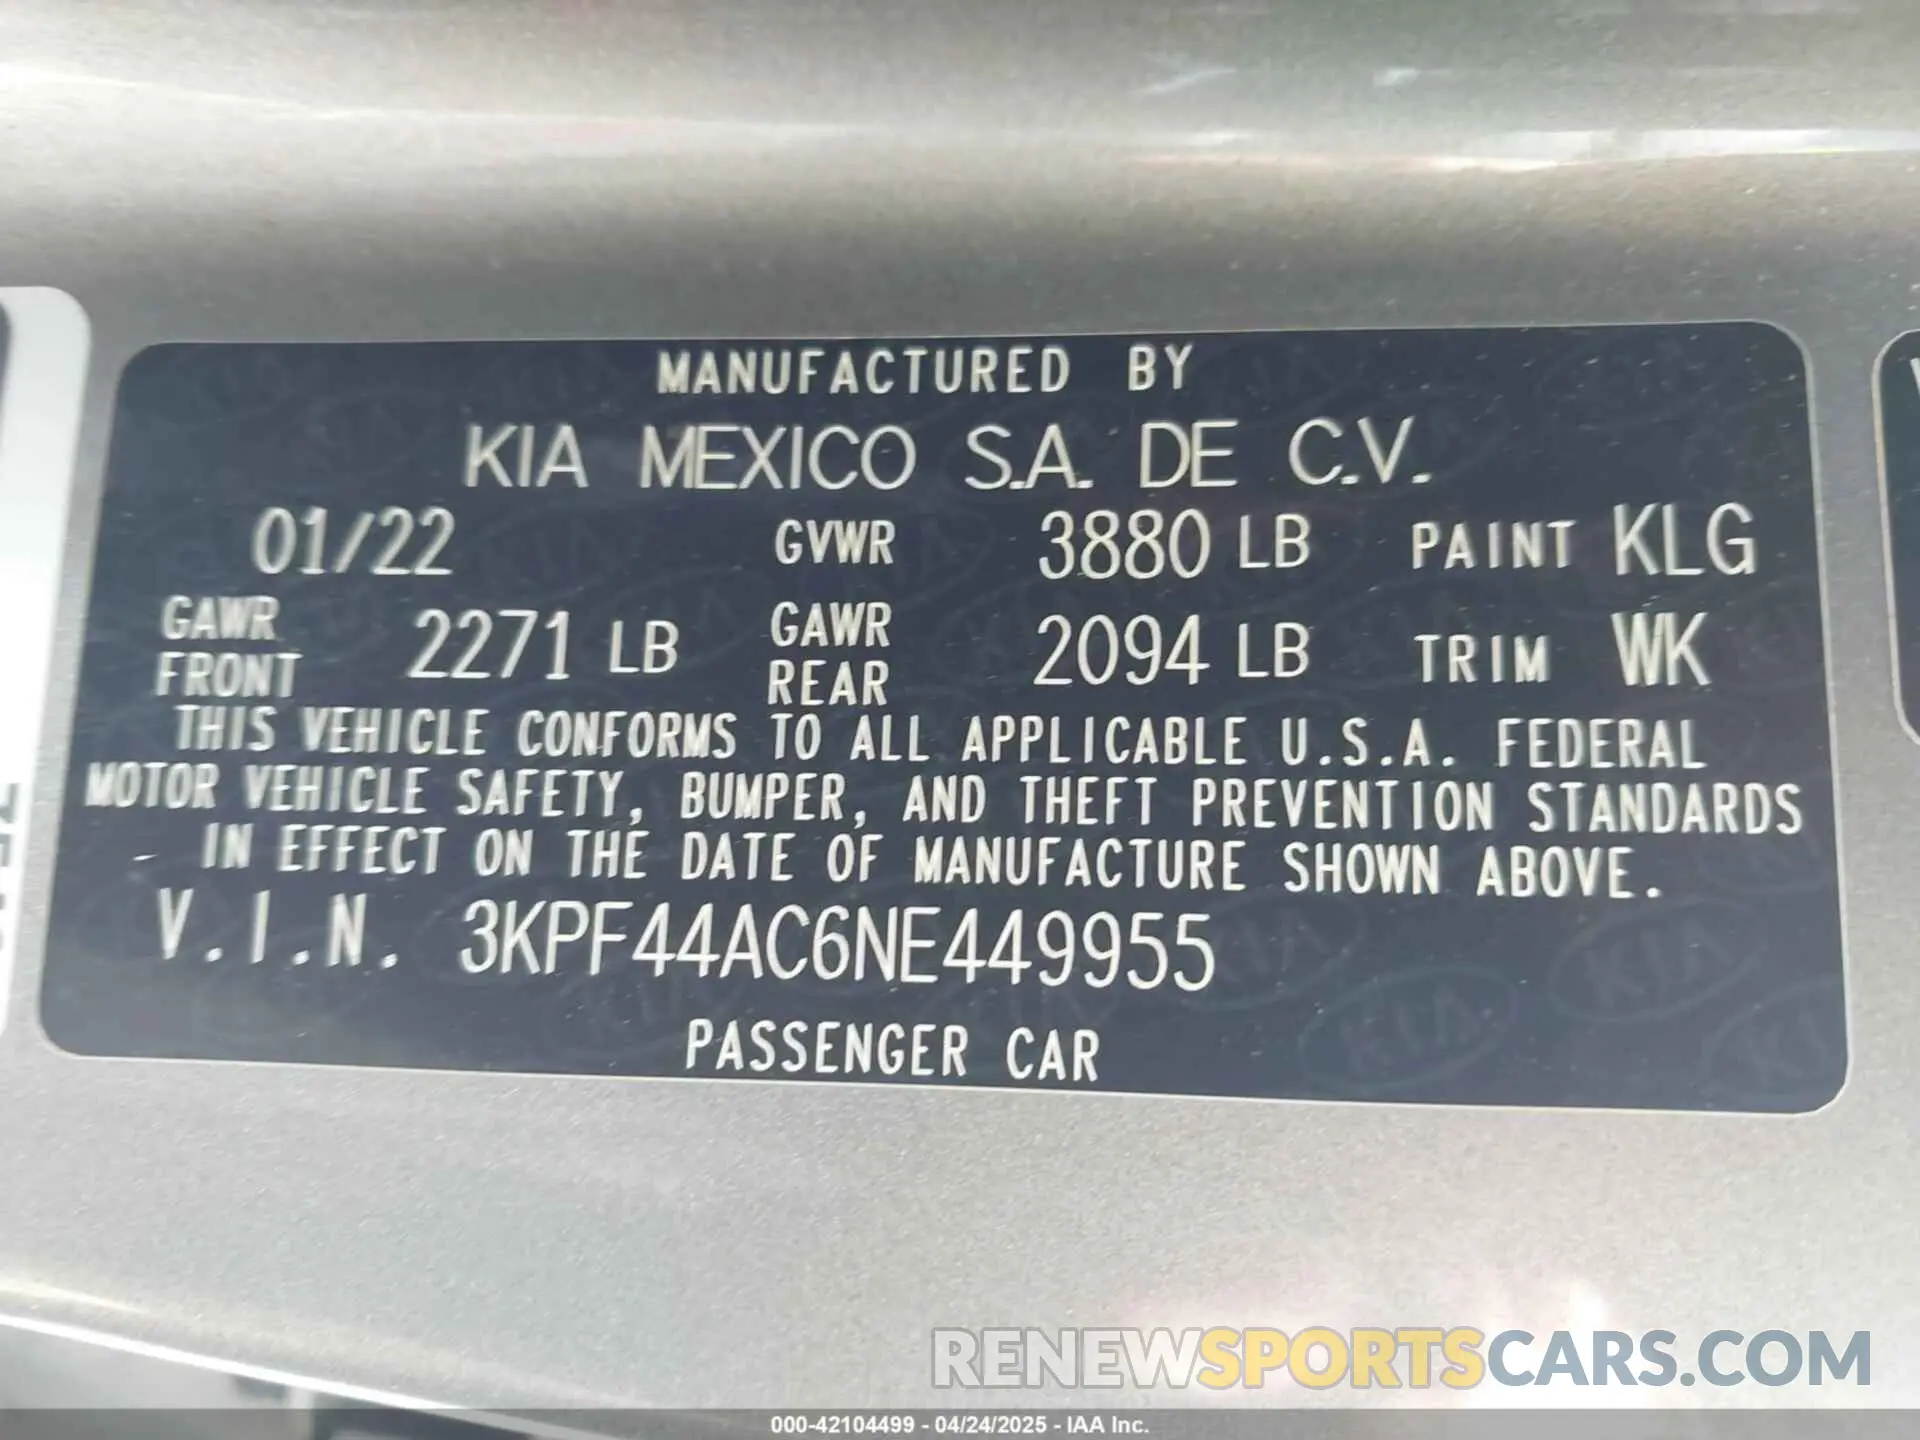 MANUFACTURED BY
KIA MEXICO S.A. DE C.V.
01/22 GVWR 3880 LB PAINT KLG
GAWR FRONT 2271 LB GAWR REAR 2094 LB TRIM WK
THIS VEHICLE CONFORMS TO ALL APPLICABLE U.S.A. FEDERAL
MOTOR VEHICLE SAFETY, BUMPER, AND THEFT PREVENTION STANDARDS
IN EFFECT ON THE DATE OF MANUFACTURE SHOWN ABOVE.
V.I.N. 3KPF44AC6NE449955
PASSENGER CAR
RENEWSPORTSCARS.COM
000-42104499 - 04/24/2025 - IAA Inc.